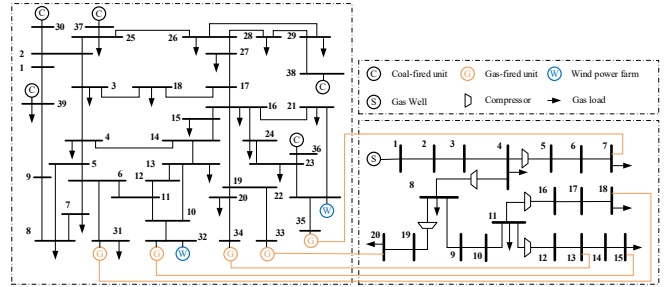 C C
30 37
25 26 28 29
2 27
1 38
C C
39 3 18 17
16 21
15
4 14 24 C
36
5 13 23
9 6 12 19 22
7 11 20 W
10 35
8 31 32 34 33 G
G G W G G
C Coal-fired unit G Gas-fired unit W Wind power farm
S Gas Well Compressor Gas load
1 2 3 4 5 6 7
S
8 16 17 18
11
20 19 9 10 12 13 14 15